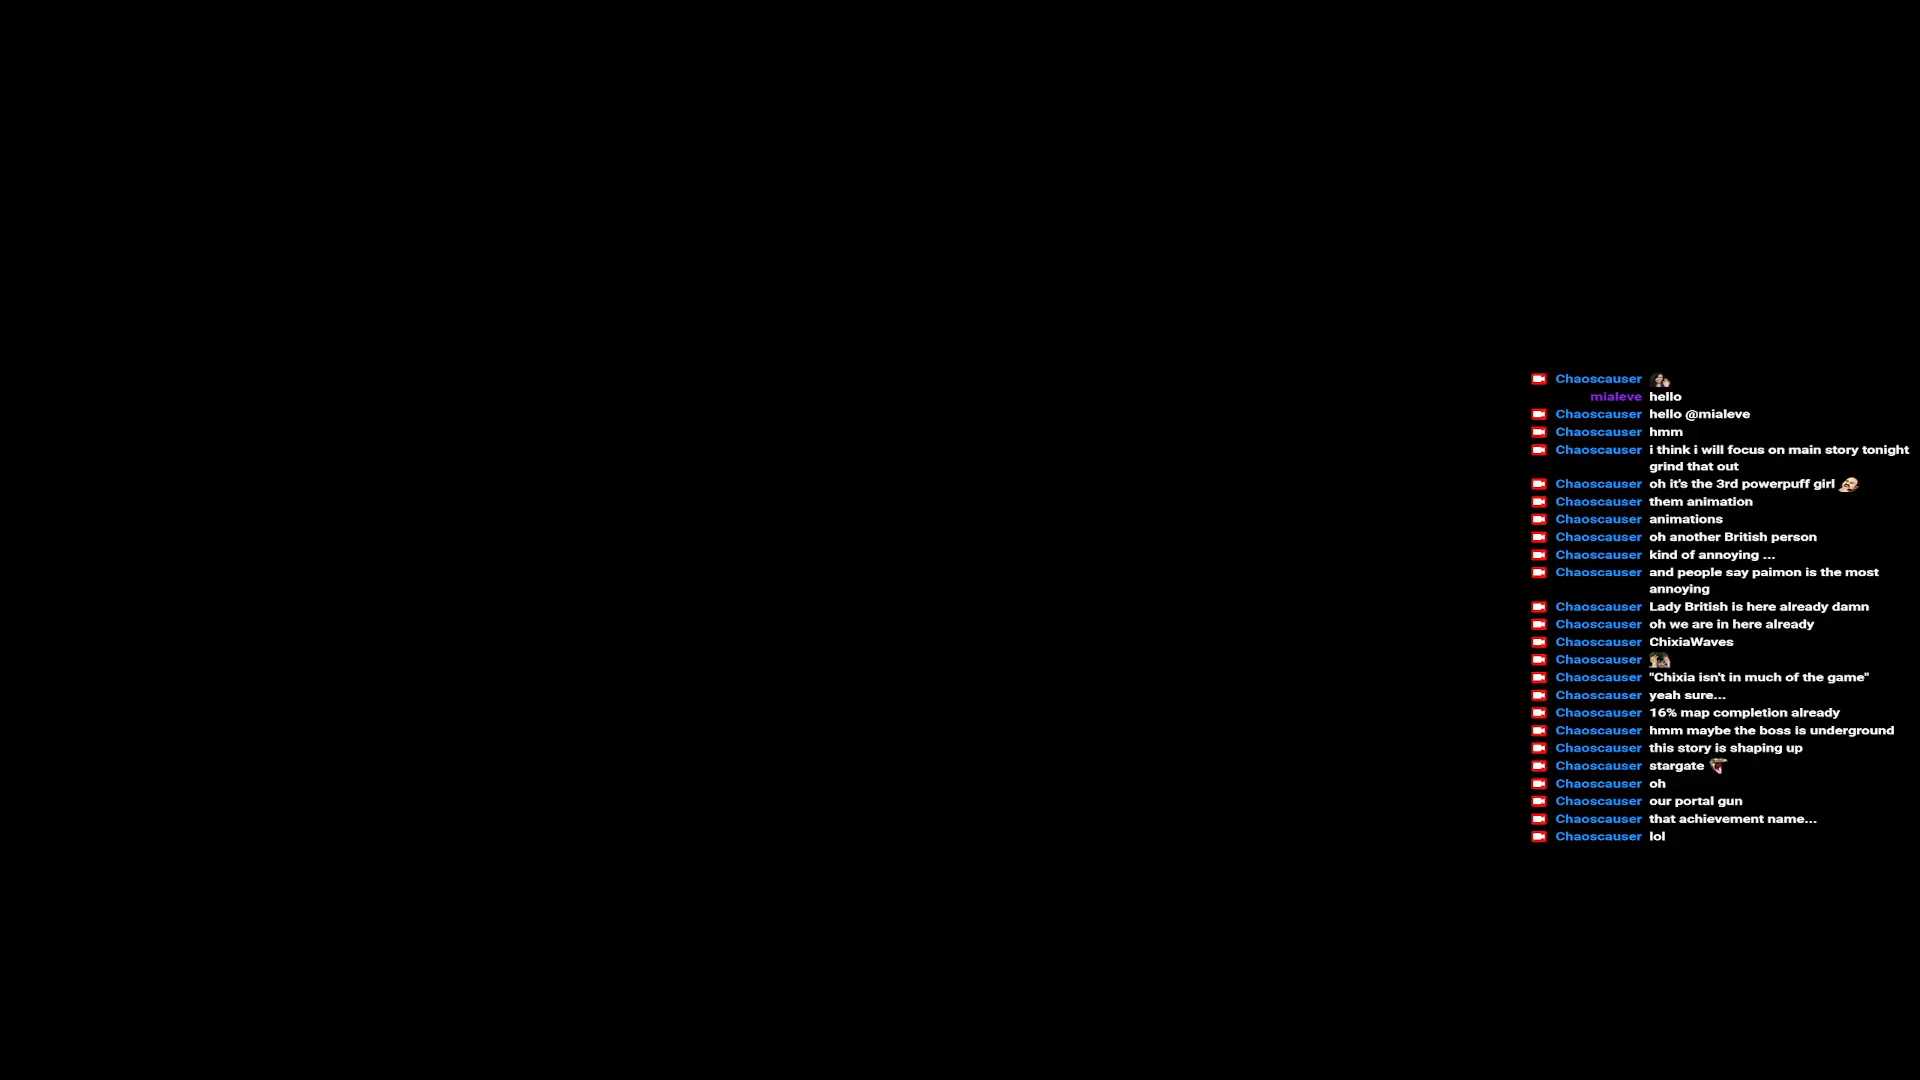 Chaoscauser
mialeve hello
Chaoscauser hello @mialeve
Chaoscauser hmm
Chaoscauser i think i will focus on main story tonight
grind that out
Chaoscauser oh it's the 3rd powerpuff girl
Chaoscauser them animation
Chaoscauser animations
Chaoscauser oh another British person
Chaoscauser kind of annoying ...
Chaoscauser and people say paimon is the most
annoying
Chaoscauser Lady British is here already damn
Chaoscauser oh we are in here already
Chaoscauser ChixiaWaves
Chaoscauser
Chaoscauser "Chixia isn't in much of the game"
Chaoscauser yeah sure...
Chaoscauser 16% map completion already
Chaoscauser hmm maybe the boss is underground
Chaoscauser this story is shaping up
Chaoscauser stargate
Chaoscauser oh
Chaoscauser our portal gun
Chaoscauser that achievement name...
Chaoscauser lol